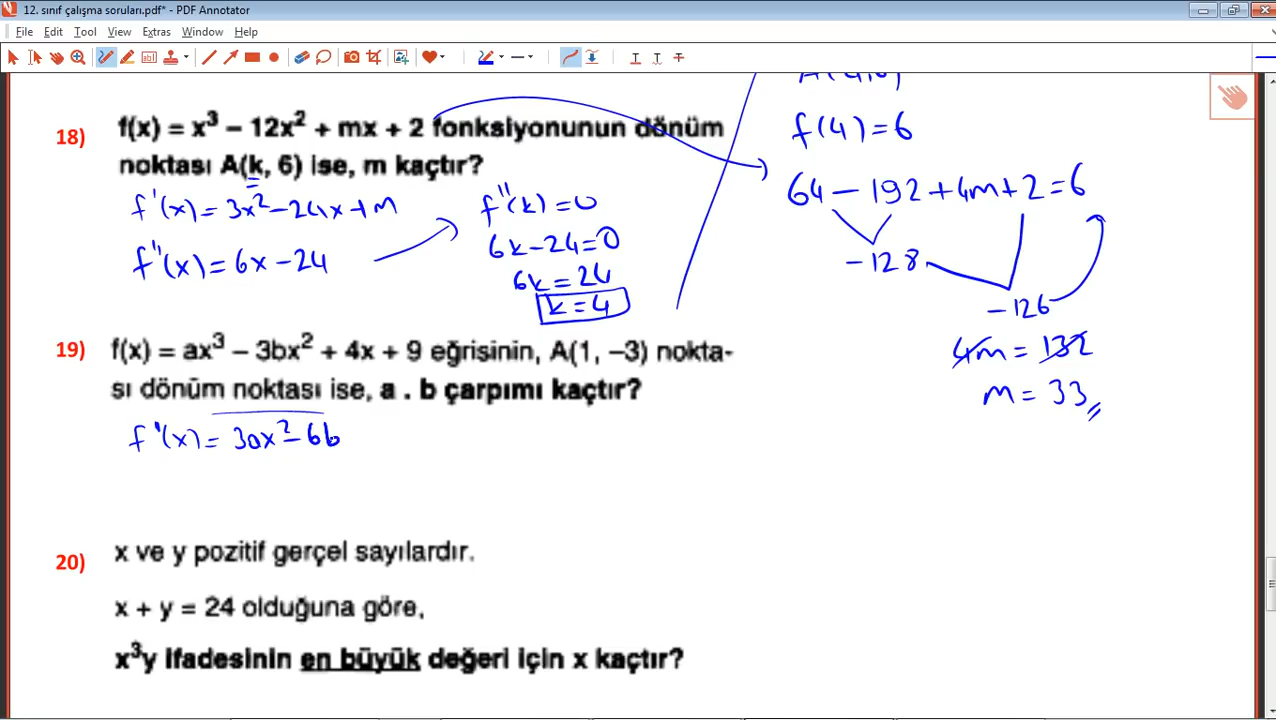 12. sınıf çalışma soruları.pdf* - PDF Annotator
File Edit Tool View Extras Window Help
18) f(x) = x³ – 12x² + mx + 2 fonksiyonunun dönüm
noktası A(k, 6) ise, m kaçtır?
f'(x) = 3x² - 24x + m
f''(x) = 6x - 24
f''(k) = 0
6k - 24 = 0
6k = 24
k = 4
f(4) = 6
64 - 192 + 4m + 2 = 6
-128
-126
4m = 132
m = 33
19) f(x) = ax³ – 3bx² + 4x + 9 eğrisinin, A(1, –3) nokta-
sı dönüm noktası ise, a . b çarpımı kaçtır?
f'(x) = 3ax² - 6b
20) x ve y pozitif gerçel sayılardır.
x + y = 24 olduğuna göre,
x³y ifadesinin en büyük değeri için x kaçtır?